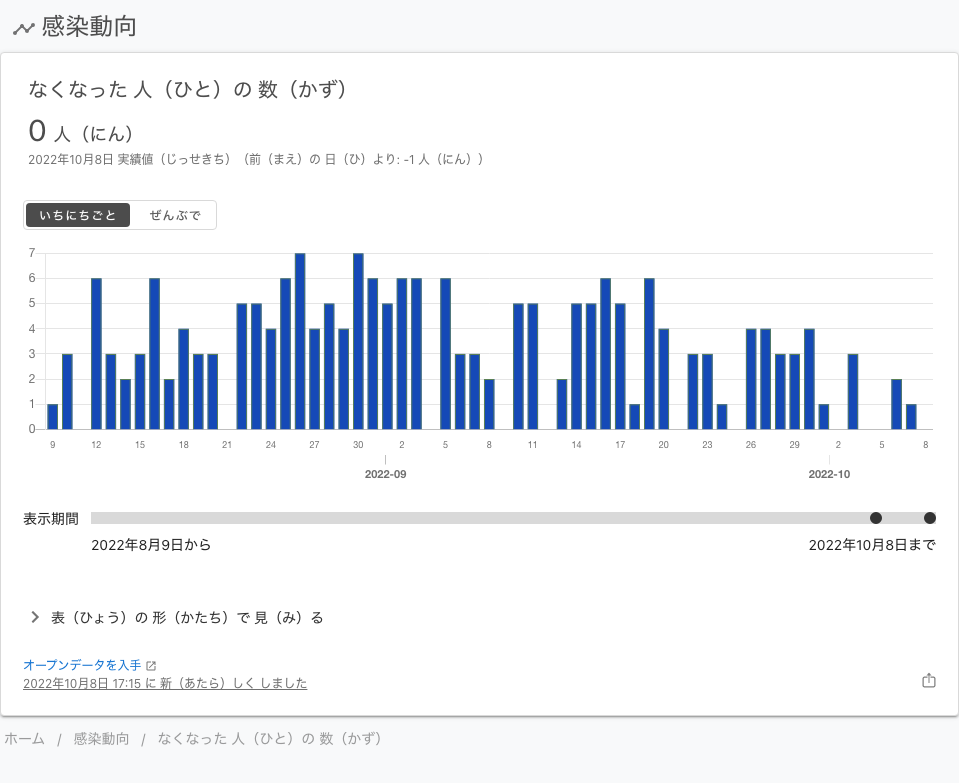 感染動向
なくなった 人（ひと）の 数（かず）
0 人（にん）
2022年10月8日 実績値（じっせきち）（前（まえ）の 日（ひ）より: -1 人（にん））
いちにちごと ぜんぶで
7
6
5
4
3
2
1
0
9 12 15 18 21 24 27 30 2 5 8 11 14 17 20 23 26 29 2 5 8
2022-09 2022-10
表示期間
2022年8月9日から 2022年10月8日まで
表（ひょう）の 形（かたち）で 見（み）る
オープンデータを入手
2022年10月8日 17:15 に 新（あたら）しく しました
ホーム / 感染動向 / なくなった 人（ひと）の 数（かず）